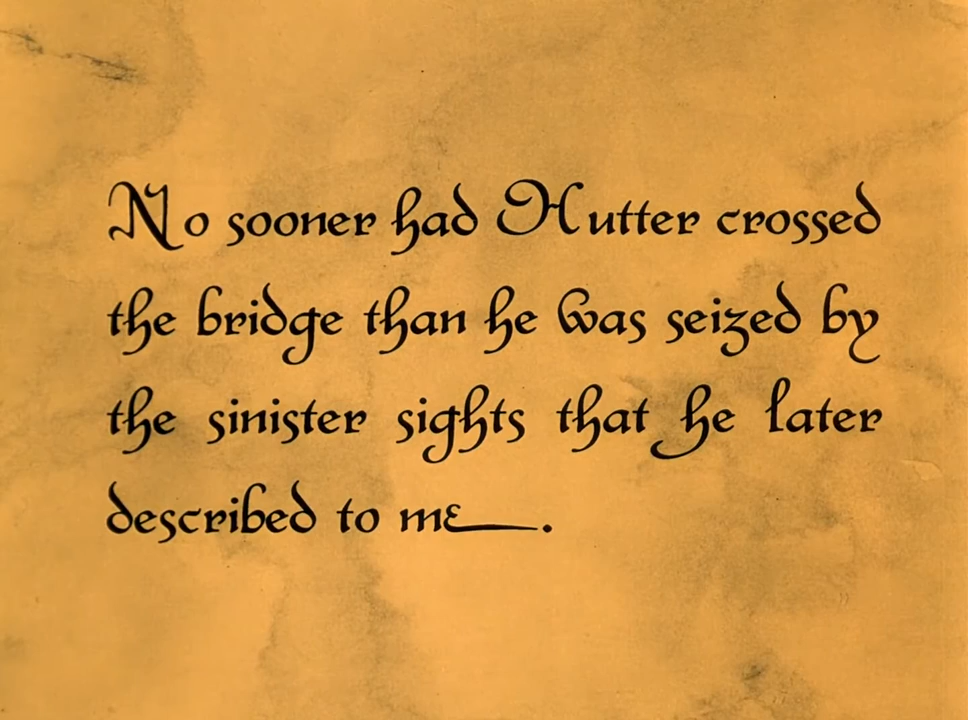 No sooner had Hutter crossed
the bridge than he was seized by
the sinister sights that he later
described to me.